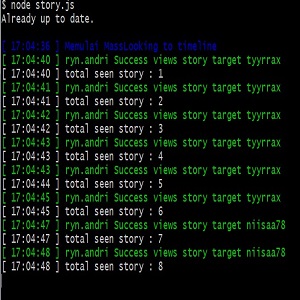 $ node story.js
Already up to date.
[ 17:04:36 ] Memulai MassLooking to timeline
[ 17:04:40 ] ryn.andri Success views story target tyyrrax
[ 17:04:40 ] total seen story : 1
[ 17:04:41 ] ryn.andri Success views story target tyyrrax
[ 17:04:41 ] total seen story : 2
[ 17:04:42 ] ryn.andri Success views story target tyyrrax
[ 17:04:42 ] total seen story : 3
[ 17:04:43 ] ryn.andri Success views story target tyyrrax
[ 17:04:43 ] total seen story : 4
[ 17:04:44 ] ryn.andri Success views story target tyyrrax
[ 17:04:44 ] total seen story : 5
[ 17:04:45 ] ryn.andri Success views story target tyyrrax
[ 17:04:45 ] total seen story : 6
[ 17:04:47 ] ryn.andri Success views story target niisaa78
[ 17:04:47 ] total seen story : 7
[ 17:04:48 ] ryn.andri Success views story target niisaa78
[ 17:04:48 ] total seen story : 8